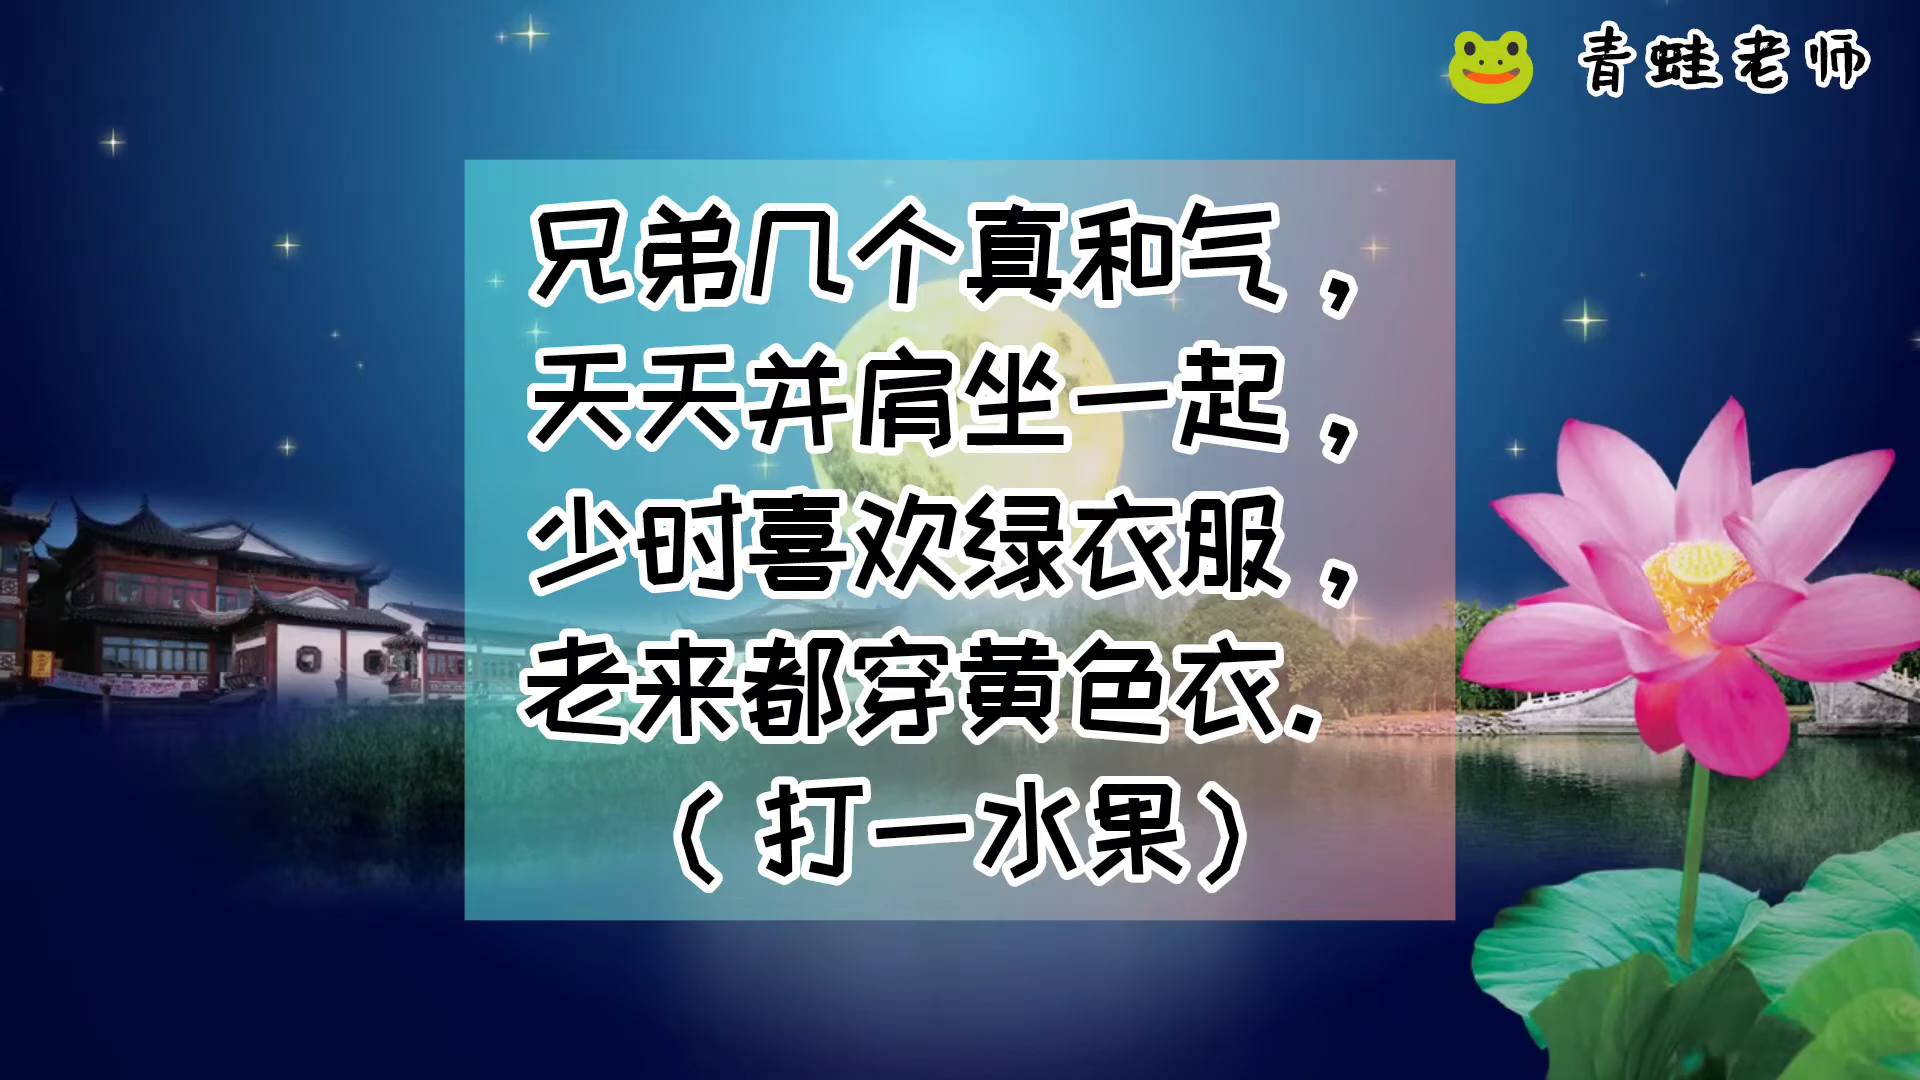 青蛙老师
兄弟几个真和气，
天天并肩坐一起，
少时喜欢绿衣服，
老来都穿黄色衣.
（打一水果）